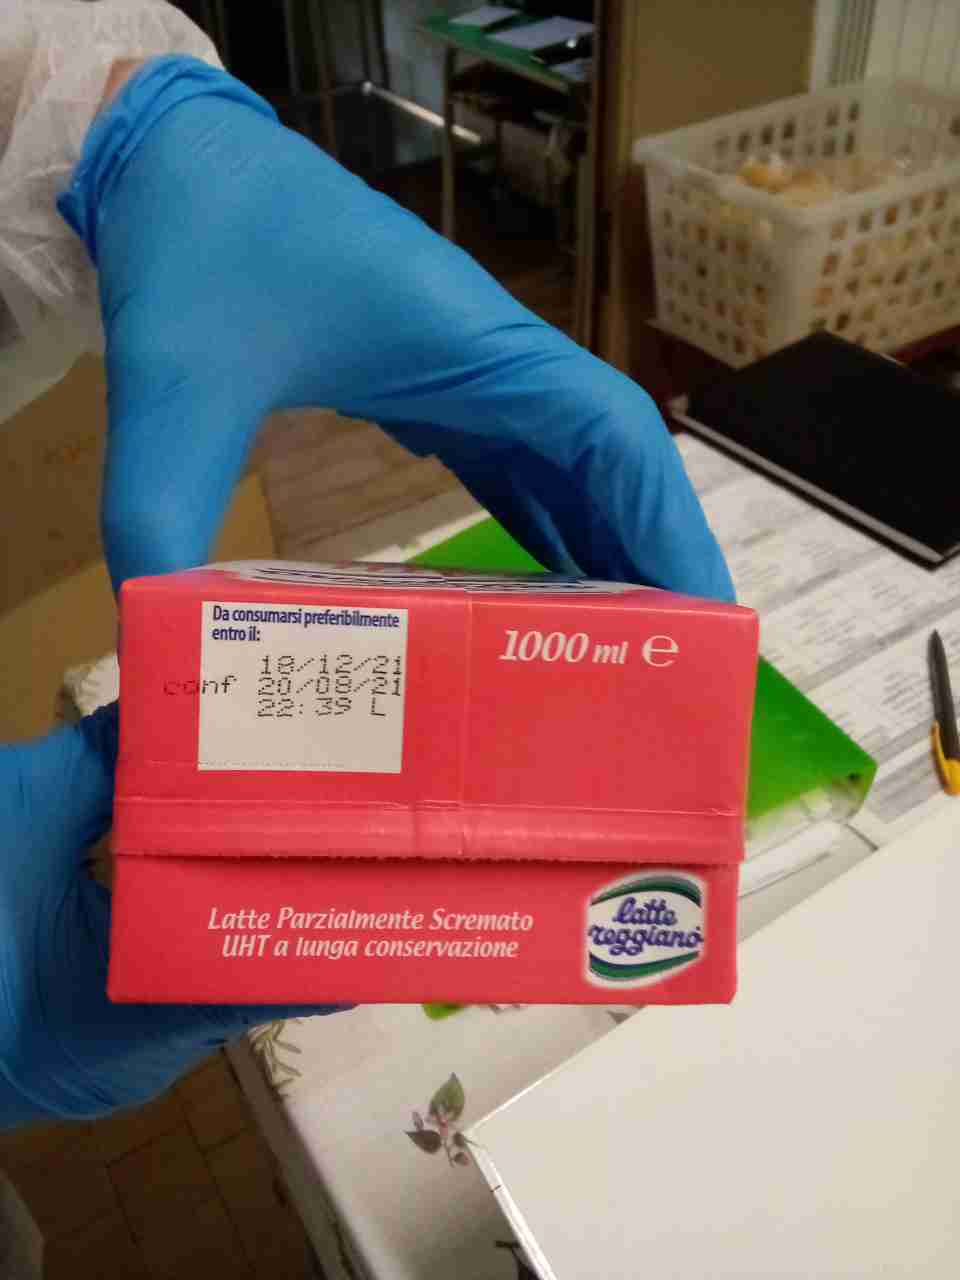 Da consumarsi preferibilmente
entro il:
18/12/21
conf 20/08/21
22:39 L
1000 ml ℮
Latte Parzialmente Scremato
UHT a lunga conservazione
latte
reggiano